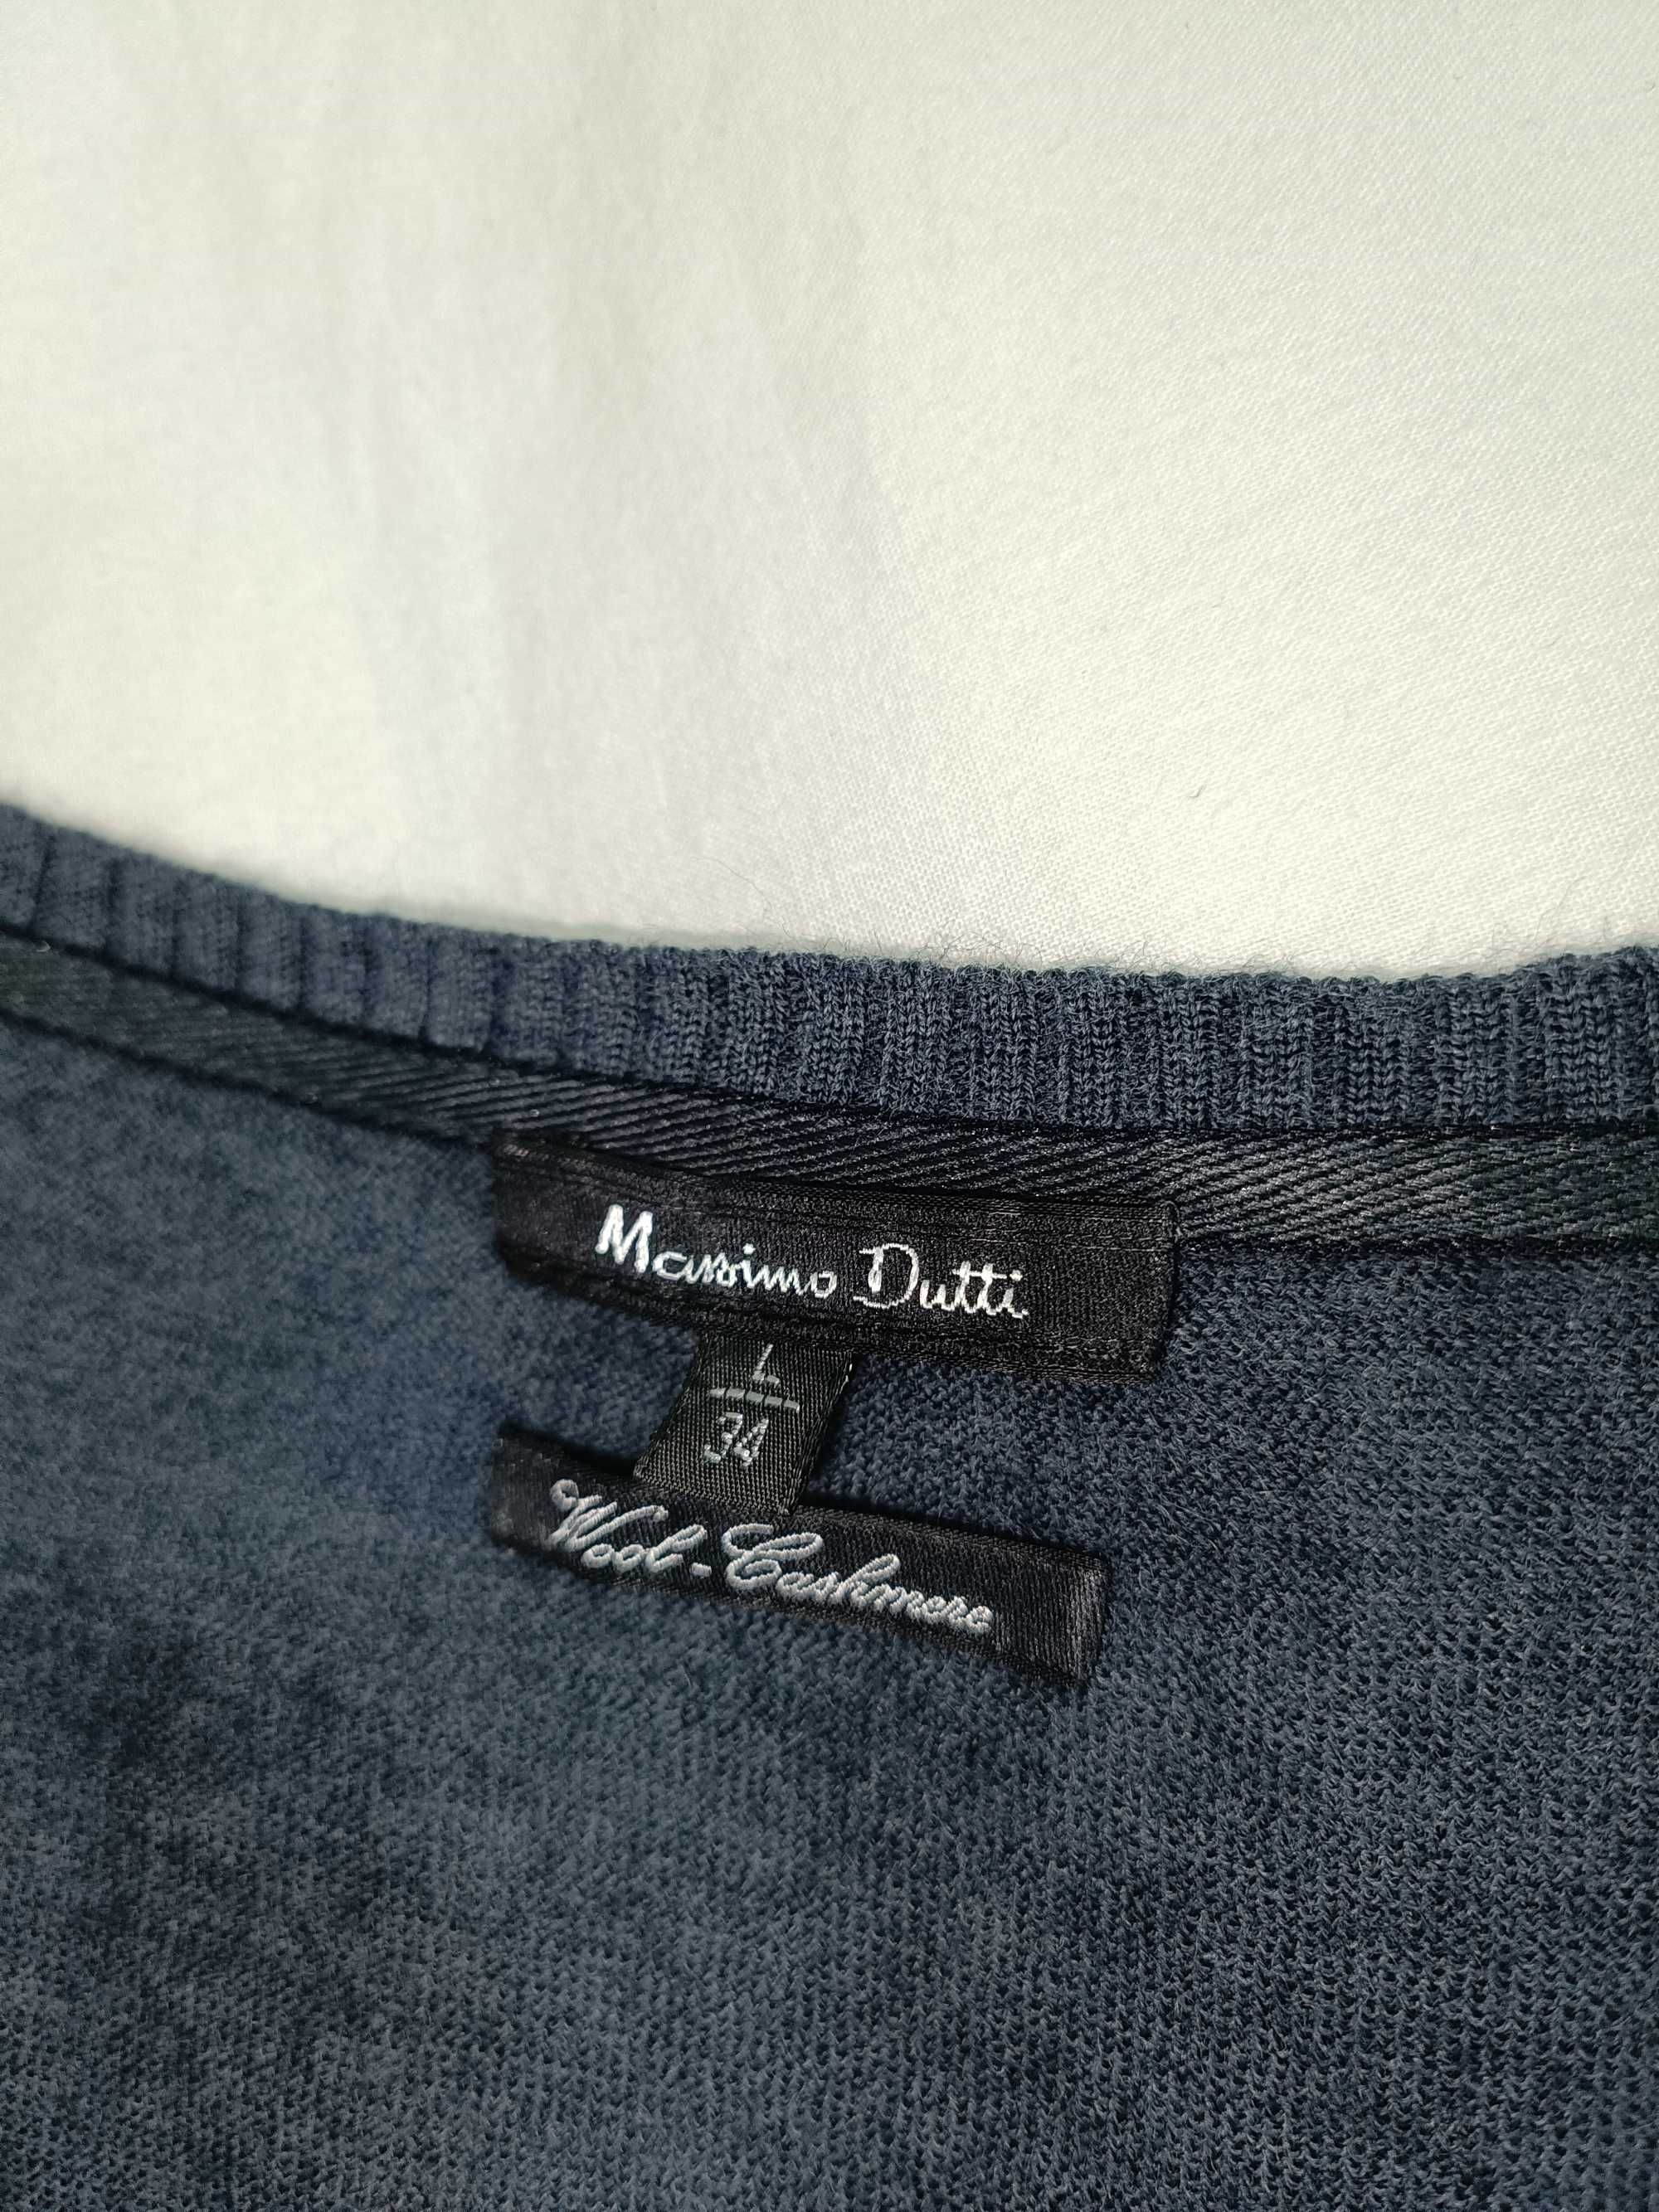 Massimo Dutti
L
34
Wool-Cashmere